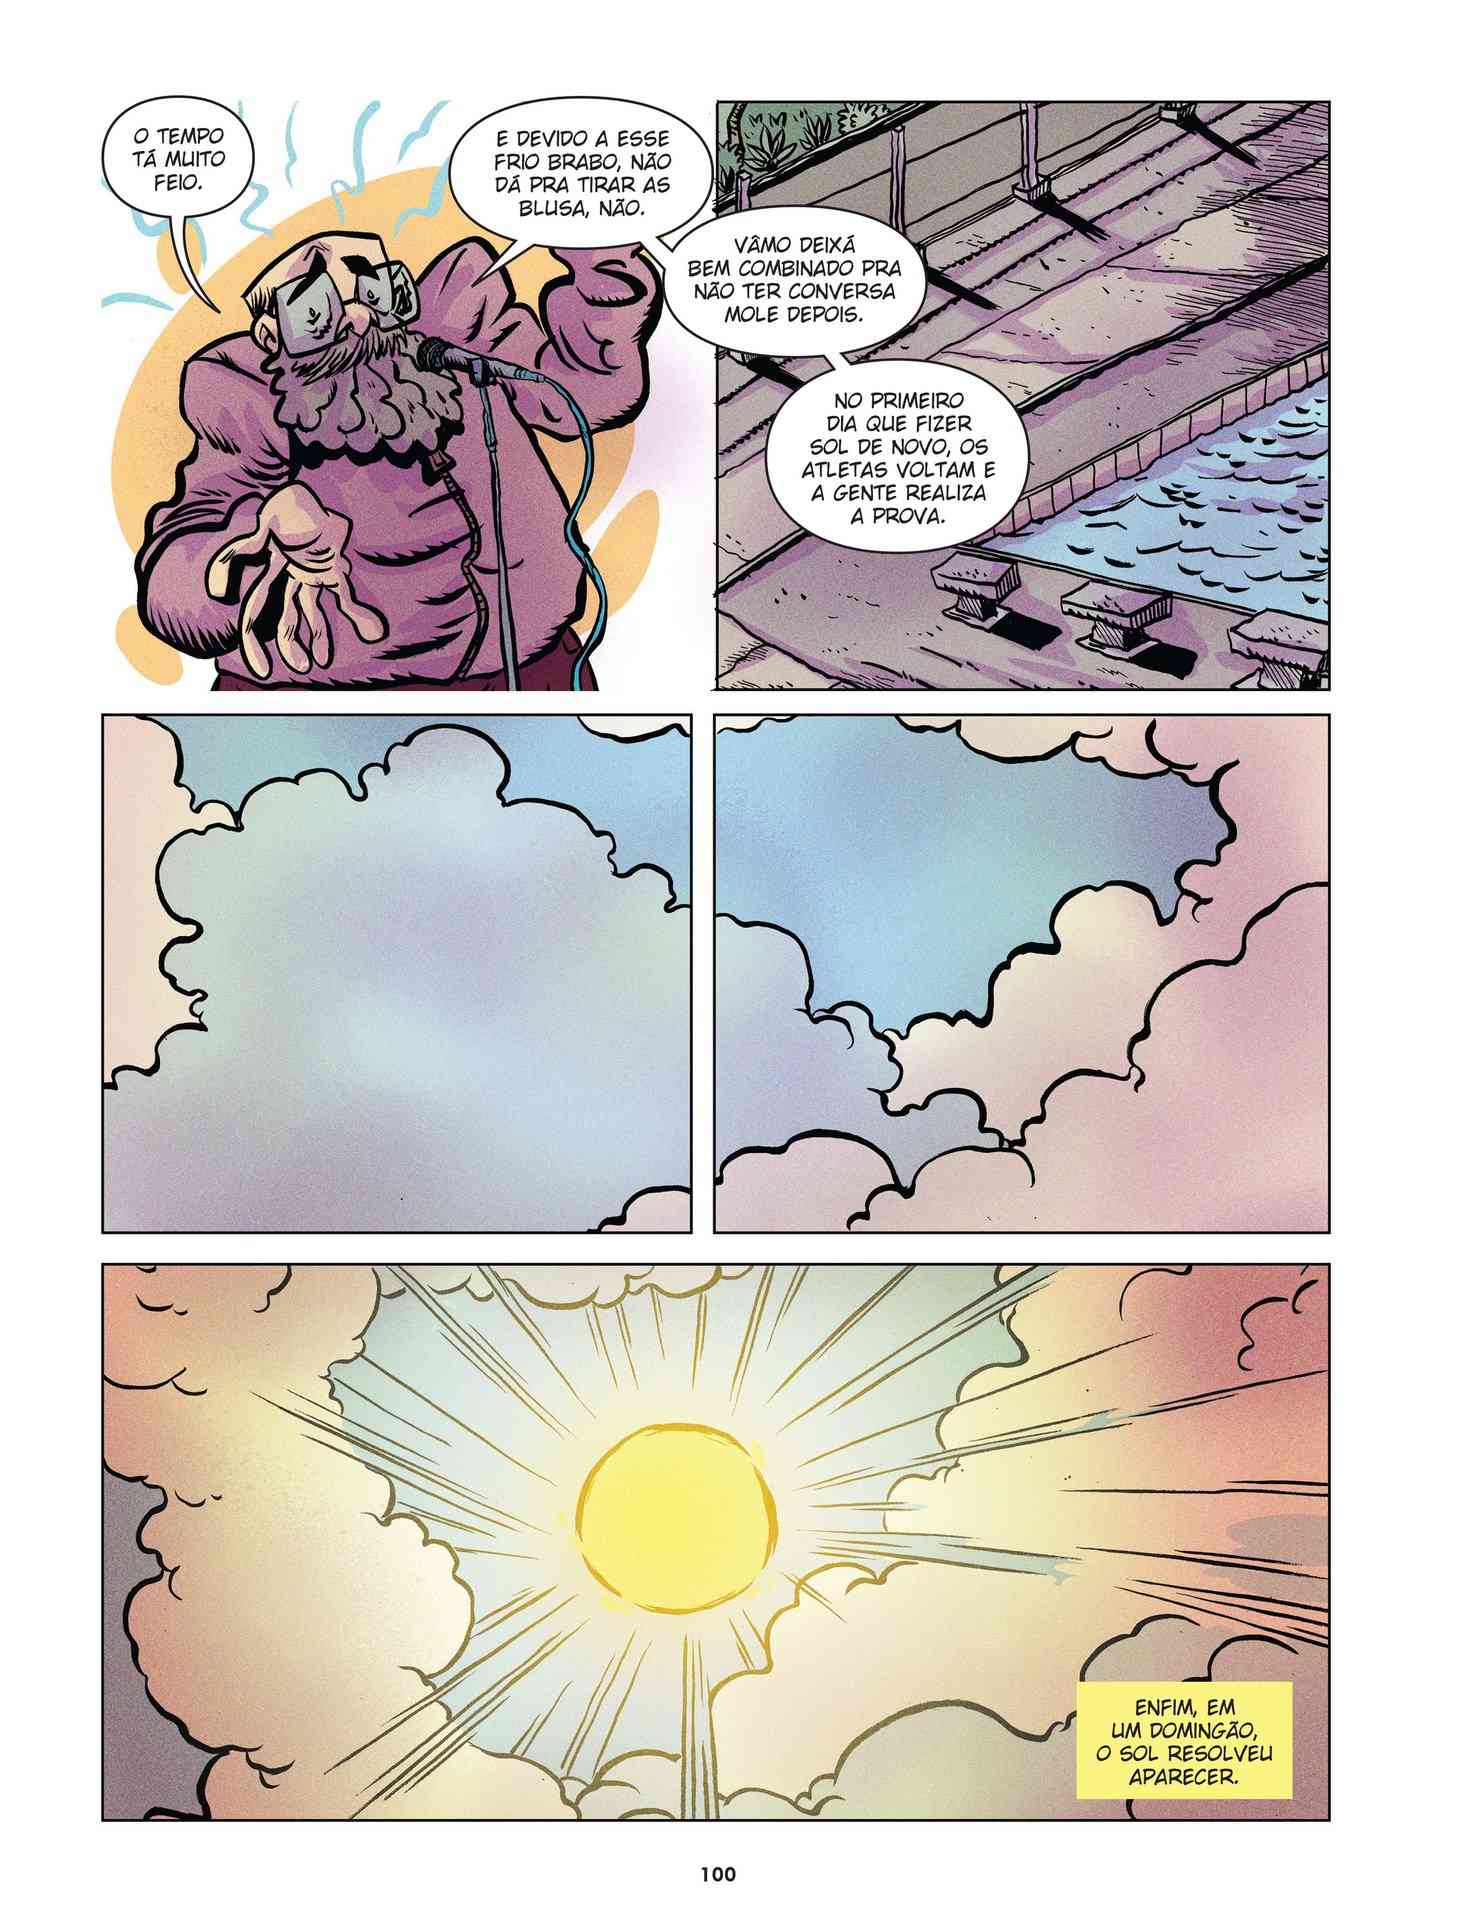 O TEMPO
TÁ MUITO
FEIO.
E DEVIDO A ESSE
FRIO BRABO, NÃO
DÁ PRA TIRAR AS
BLUSA, NÃO.
VÂMO DEIXÁ
BEM COMBINADO PRA
NÃO TER CONVERSA
MOLE DEPOIS.
NO PRIMEIRO
DIA QUE FIZER
SOL DE NOVO, OS
ATLETAS VOLTAM E
A GENTE REALIZA
A PROVA.
ENFIM, EM
UM DOMINGÃO,
O SOL RESOLVEU
APARECER.
100